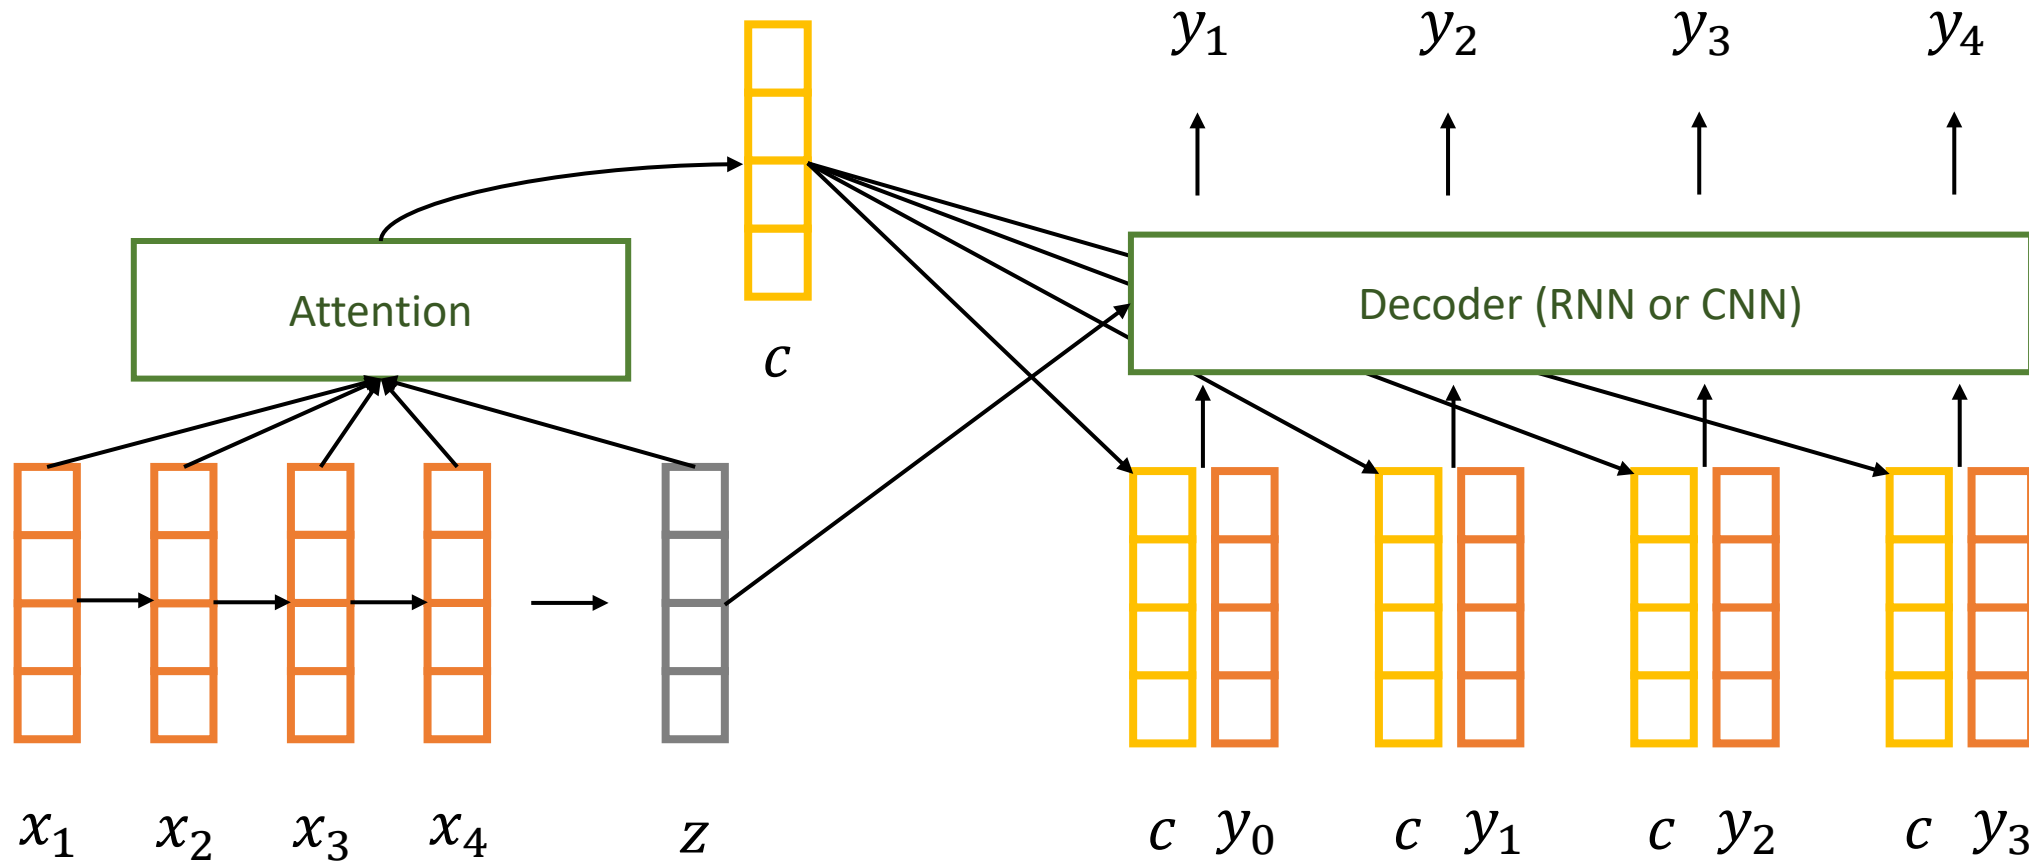 y₁ y₂ y₃ y₄
Attention
Decoder (RNN or CNN)
c
x₁ x₂ x₃ x₄ z c y₀ c y₁ c y₂ c y₃